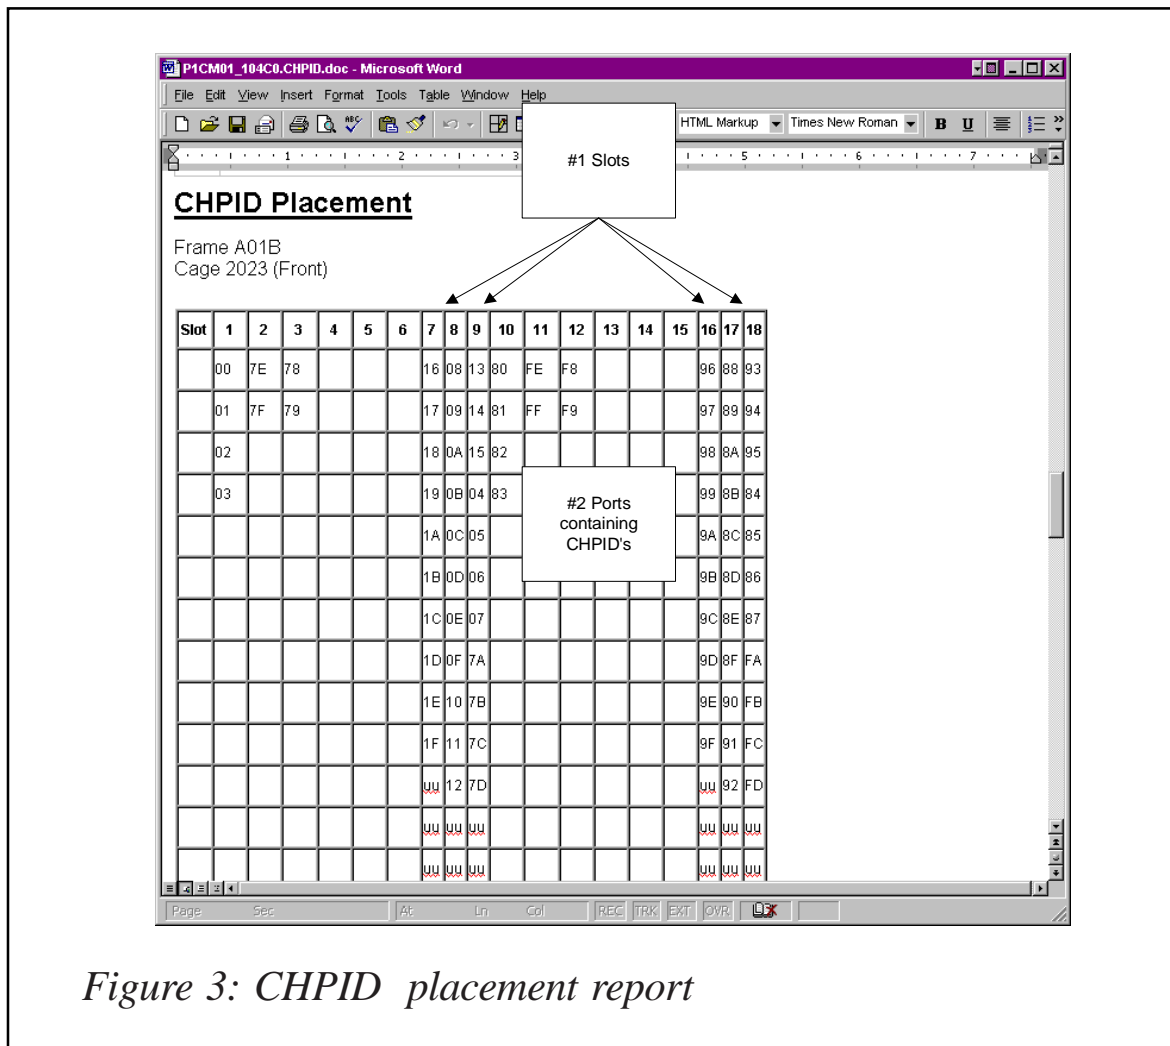 P1CM01_104C0.CHPID.doc - Microsoft Word
File Edit View Insert Format Tools Table Window Help
HTML Markup Times New Roman B U
1 2 3 5 6 7
#1 Slots
CHPID Placement
Frame A01B
Cage 2023 (Front)
Slot 1 2 3 4 5 6 7 8 9 10 11 12 13 14 15 16 17 18
00 7E 78 16 08 13 80 FE F8 96 88 93
01 7F 79 17 09 14 81 FF F9 97 89 94
02 18 0A 15 82 98 8A 95
03 19 0B 04 83 99 8B 84
#2 Ports
containing
CHPID's
1A 0C 05 9A 8C 85
1B 0D 06 9B 8D 86
1C 0E 07 9C 8E 87
1D 0F 7A 9D 8F FA
1E 10 7B 9E 90 FB
1F 11 7C 9F 91 FC
uu 12 7D uu 92 FD
uu uu uu uu uu uu
uu uu uu uu uu uu
Page Sec At Ln Col REC TRK EXT OVR
Figure 3: CHPID placement report